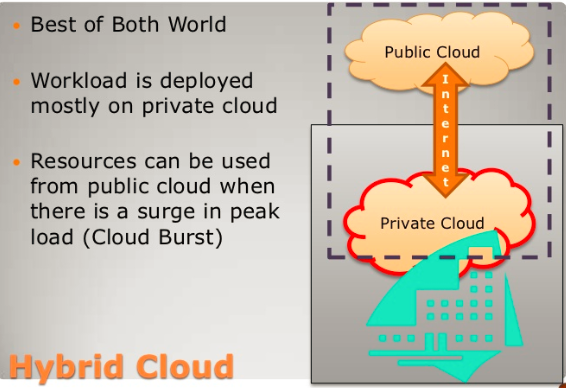 • Best of Both World
• Workload is deployed
mostly on private cloud
• Resources can be used
from public cloud when
there is a surge in peak
load (Cloud Burst)
Public Cloud
Internet
Private Cloud
Hybrid Cloud